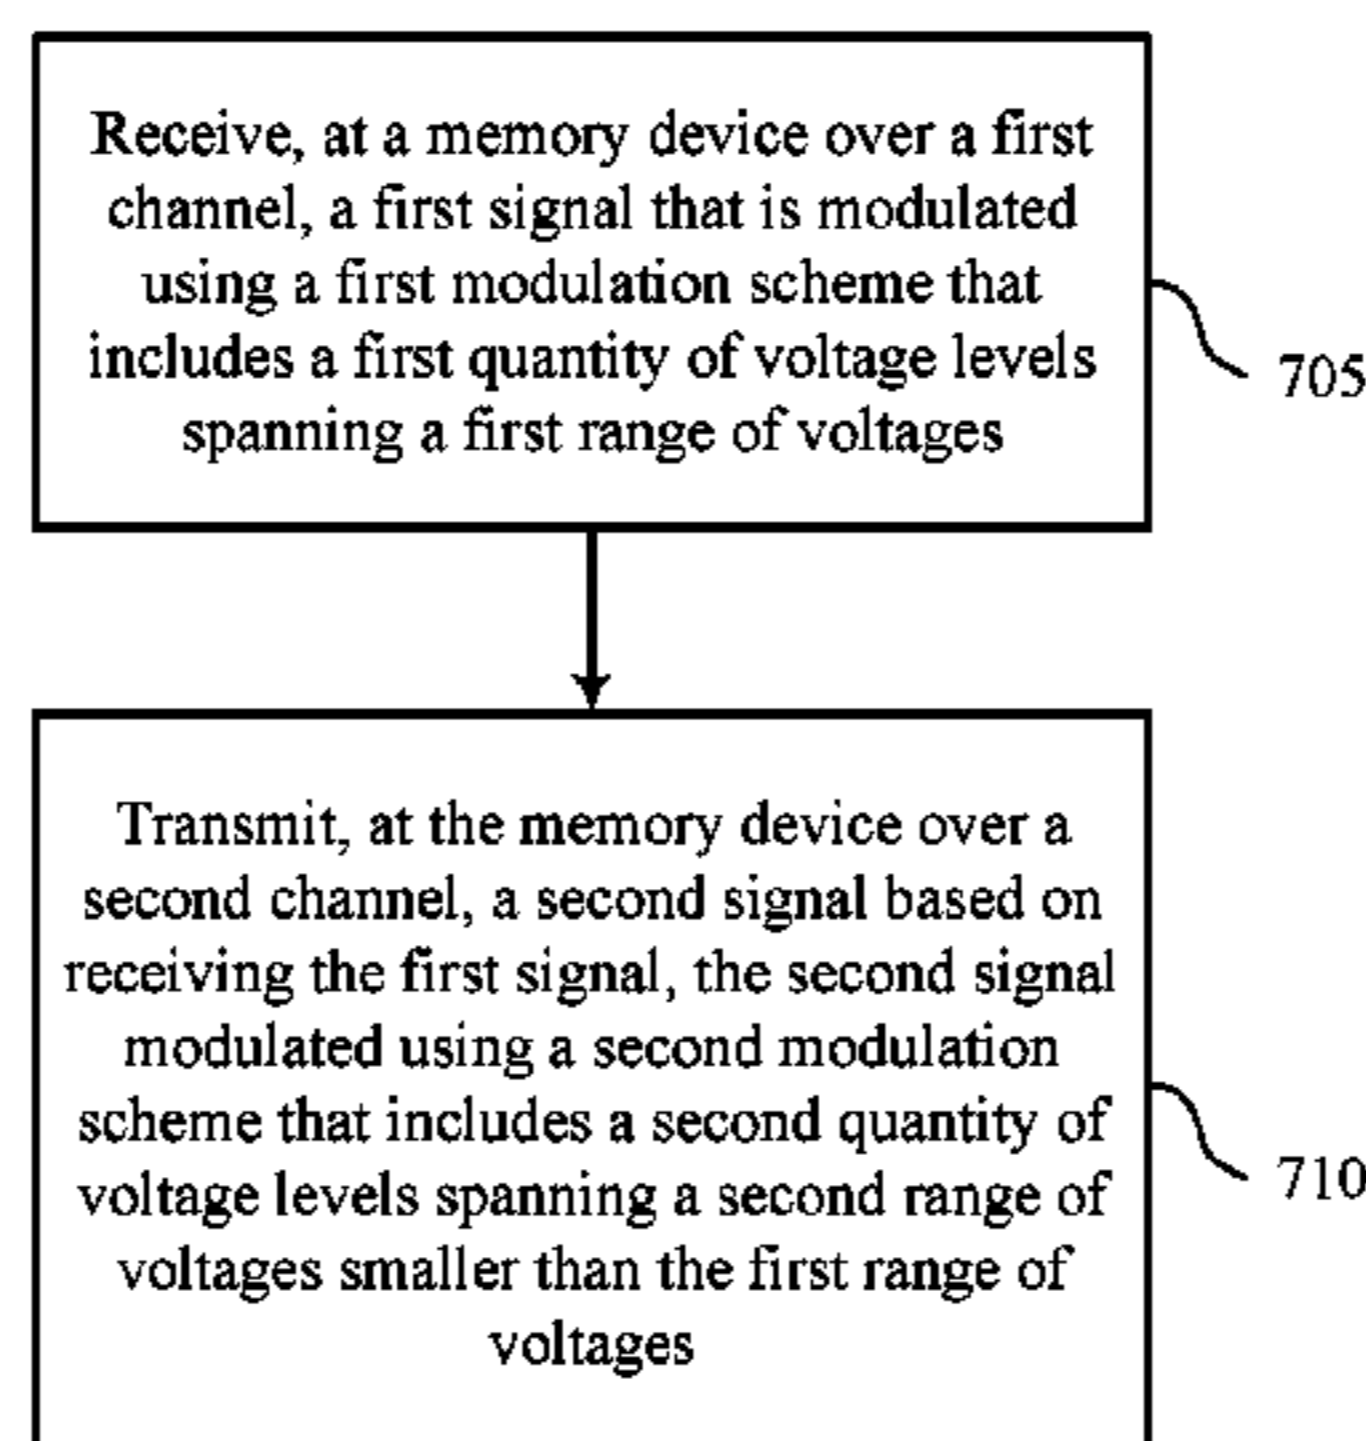 Receive, at a memory device over a first
channel, a first signal that is modulated
using a first modulation scheme that
includes a first quantity of voltage levels
spanning a first range of voltages
705
Transmit, at the memory device over a
second channel, a second signal based on
receiving the first signal, the second signal
modulated using a second modulation
scheme that includes a second quantity of
voltage levels spanning a second range of
voltages smaller than the first range of
voltages
710